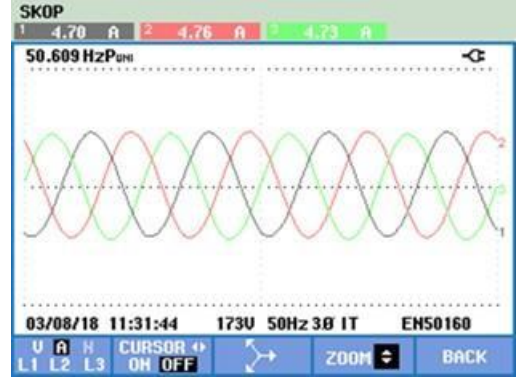 SKOP
1 4.70 A 2 4.76 A 3 4.73 A
50.609 HzPUNI
2
3
1
03/08/18 11:31:44 173V 50Hz 3Ø IT EN50160
V A H CURSOR ZOOM BACK
L1 L2 L3 ON OFF